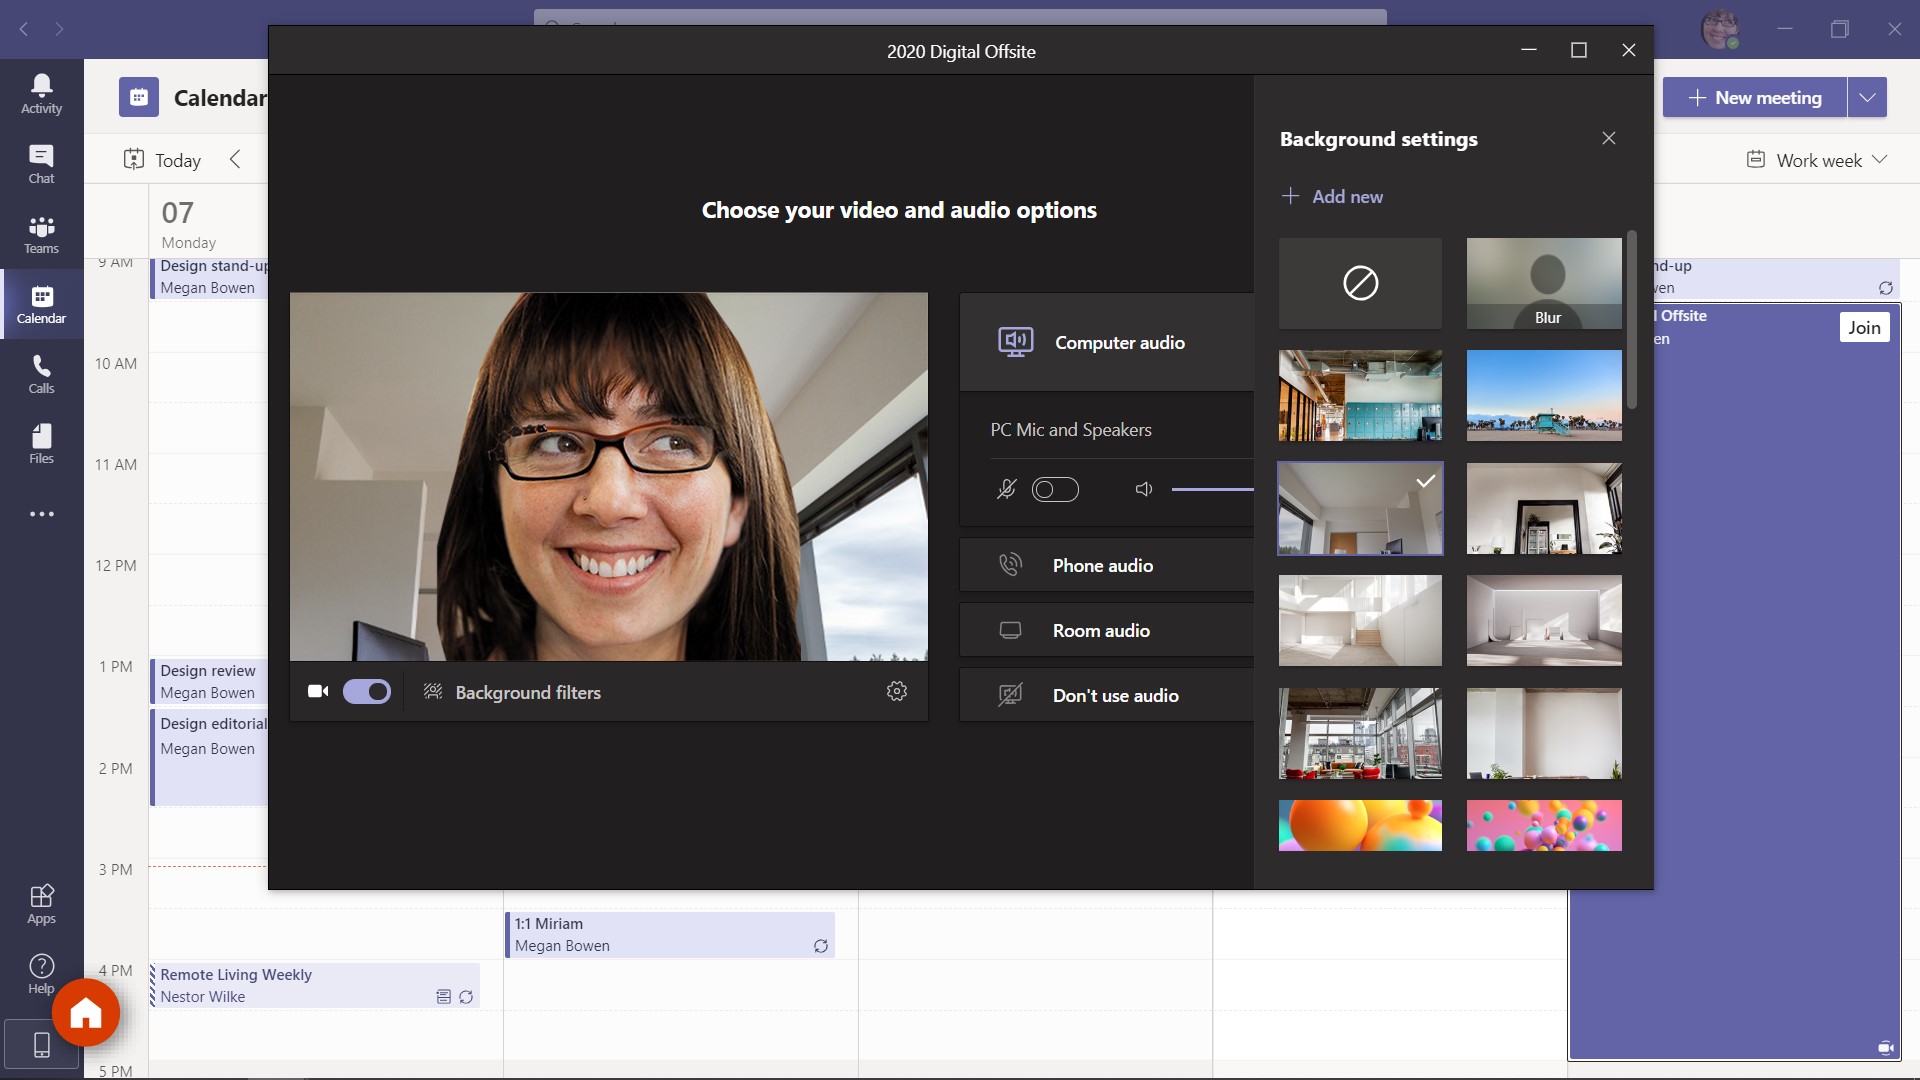 2020 Digital Offsite
Activity
Chat
Teams
Calendar
Calls
Files
Apps
Help
Calendar
New meeting
Today
Work week
07
Monday
9 AM
10 AM
11 AM
12 PM
1 PM
2 PM
3 PM
4 PM
5 PM
Design stand-up
Megan Bowen
Design review
Megan Bowen
Design editorial
Megan Bowen
Remote Living Weekly
Nestor Wilke
1:1 Miriam
Megan Bowen
Choose your video and audio options
Background filters
Computer audio
PC Mic and Speakers
Phone audio
Room audio
Don't use audio
Background settings
Add new
Blur
nd-up
wen
l Offsite
en
Join